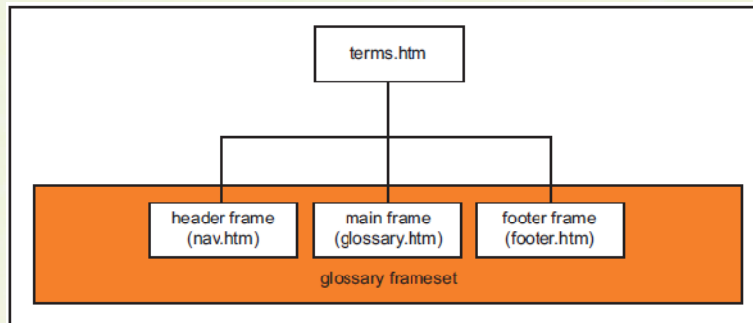 terms.htm
header frame
(nav.htm)
main frame
(glossary.htm)
footer frame
(footer.htm)
glossary frameset